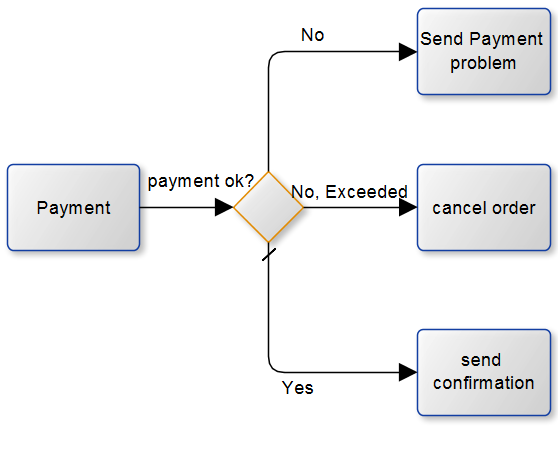 No
Send Payment
problem
payment ok?
No, Exceeded
Payment
cancel order
send
confirmation
Yes